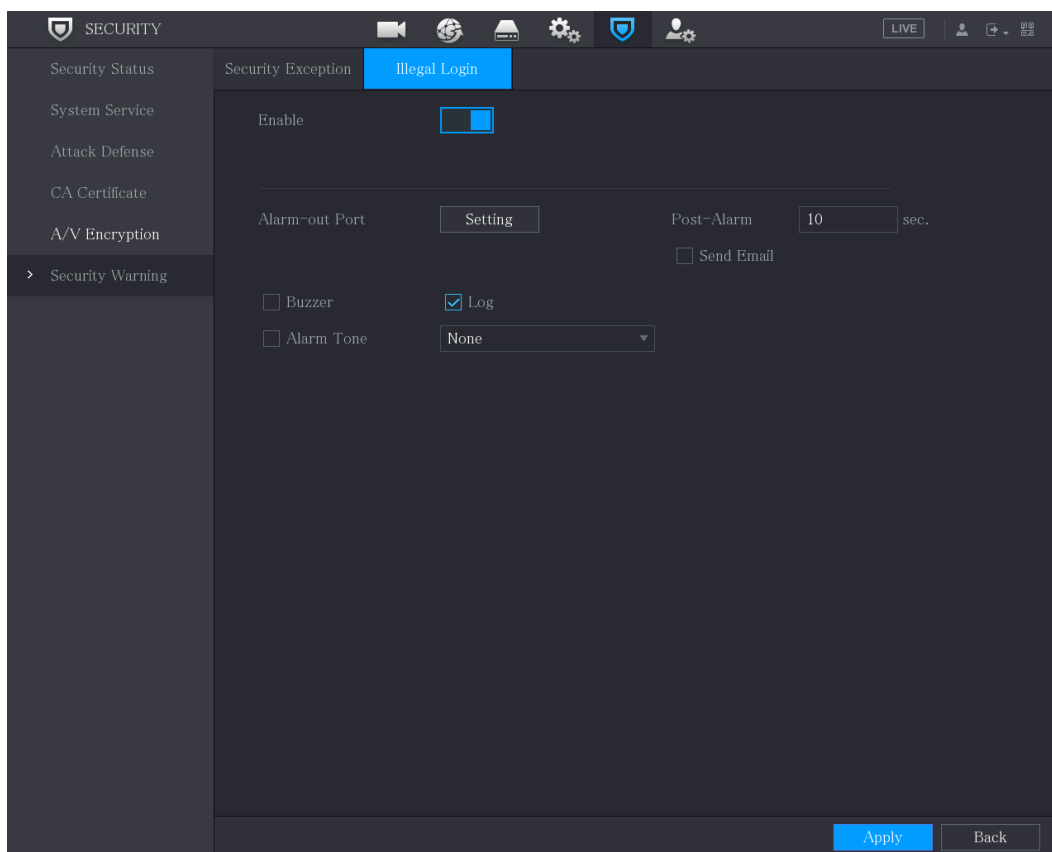 SECURITY
LIVE
Security Status
System Service
Attack Defense
CA Certificate
A/V Encryption
Security Warning
Security Exception
Illegal Login
Enable
Alarm-out Port
Setting
Post-Alarm
10
sec.
Send Email
Buzzer
Log
Alarm Tone
None
Apply
Back